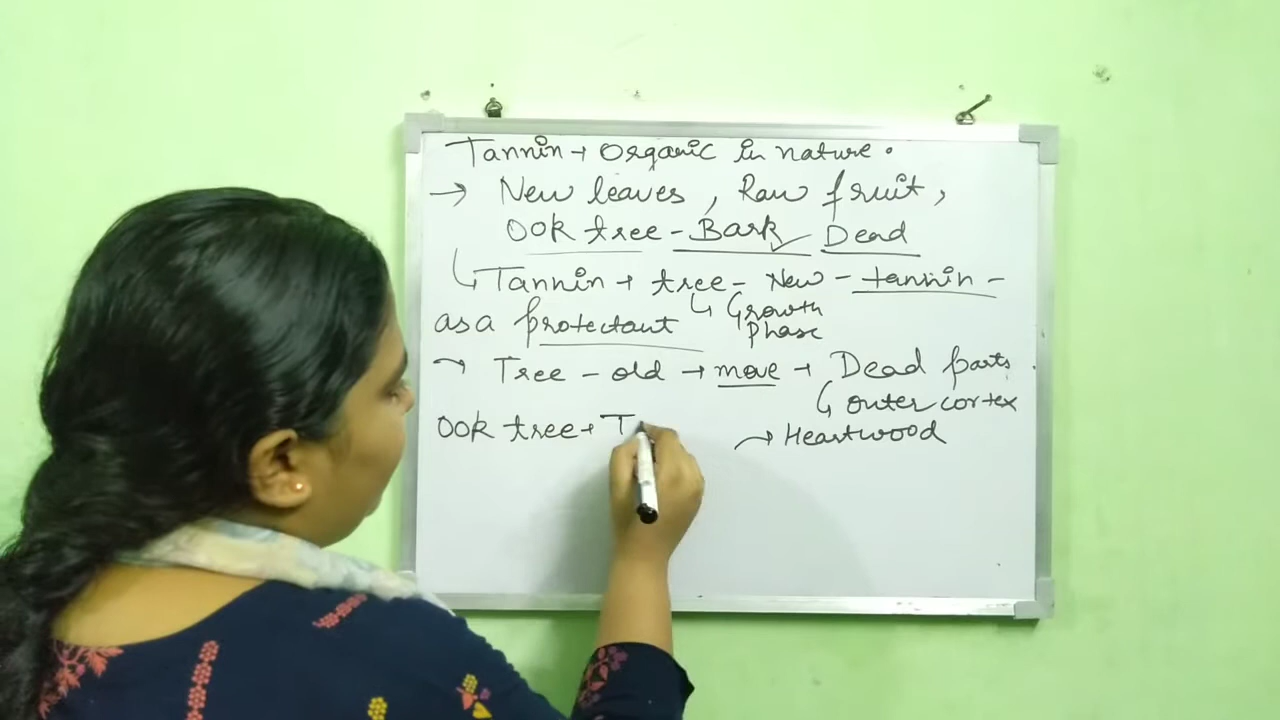 Tannin → Organic in nature.
→ New leaves, Raw fruit,
Ook tree - Bark ✓ Dead
↳ Tannin → tree - New - tannin -
↳ Growth
as a protectant
Phase
→ Tree - old → move → Dead parts
↳ outer cortex
Ook tree → T
→ Heartwood